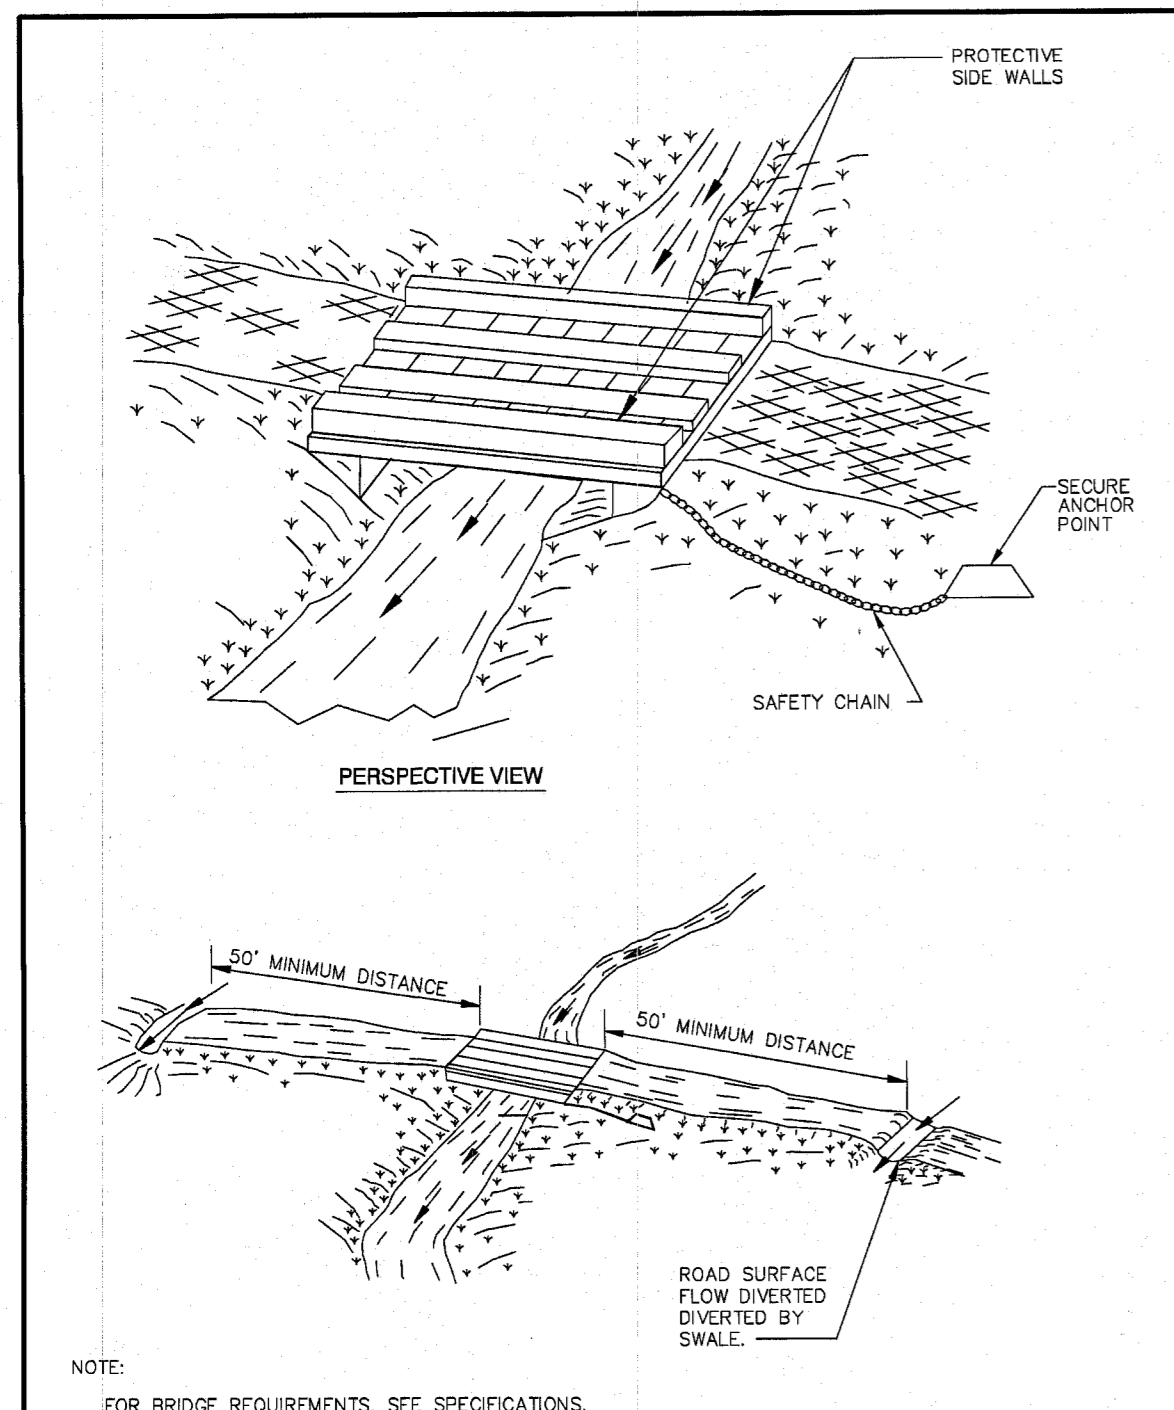 PROTECTIVE
SIDE WALLS
SECURE
ANCHOR
POINT
SAFETY CHAIN
PERSPECTIVE VIEW
50' MINIMUM DISTANCE
50' MINIMUM DISTANCE
ROAD SURFACE
FLOW DIVERTED
DIVERTED BY
SWALE.
NOTE:
FOR BRIDGE REQUIREMENTS, SEE SPECIFICATIONS.